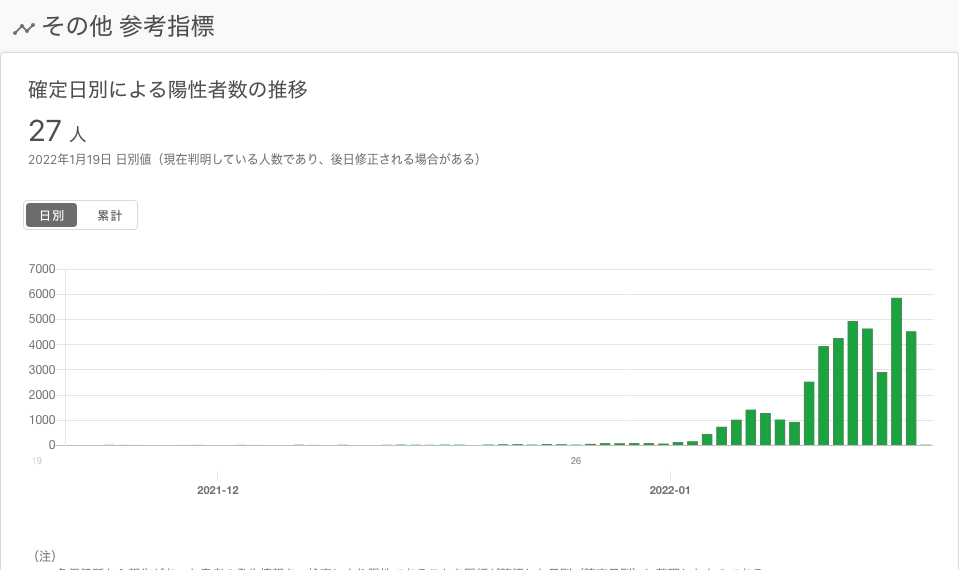 その他 参考指標
確定日別による陽性者数の推移
27 人
2022年1月19日 日別値（現在判明している人数であり、後日修正される場合がある）
日別 累計
7000
6000
5000
4000
3000
2000
1000
0
19 26
2021-12 2022-01
（注）